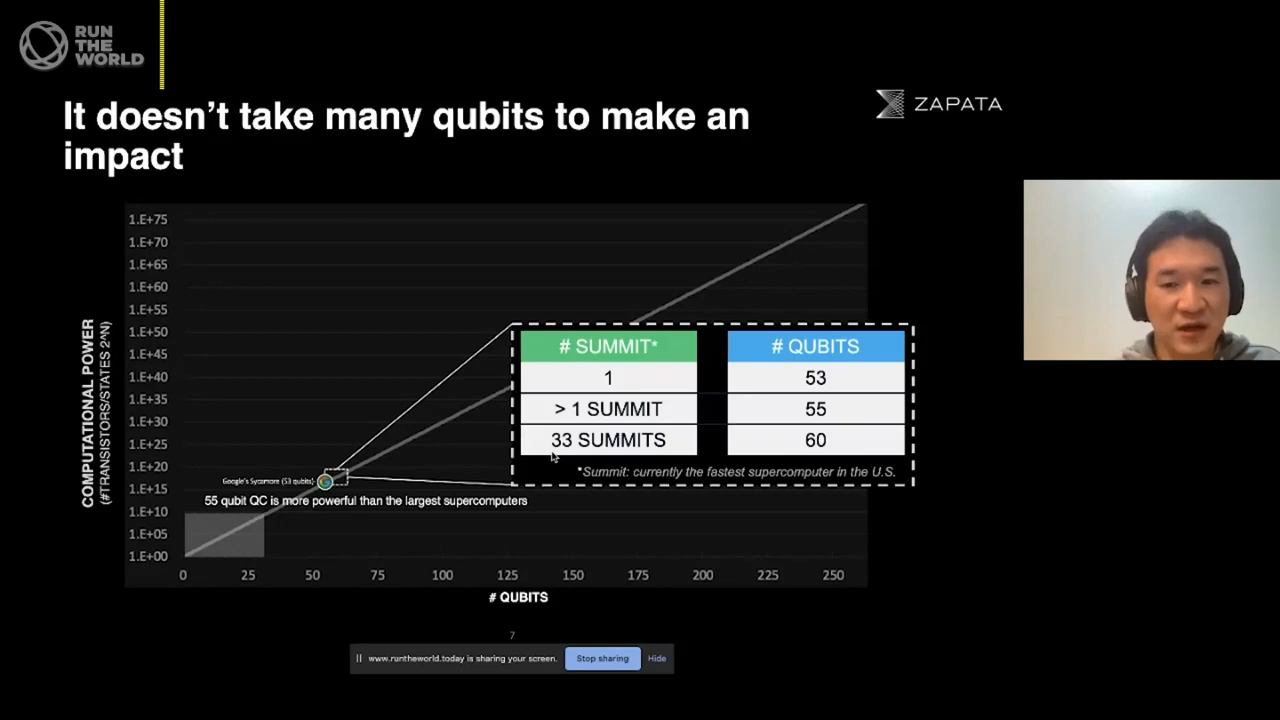 RUN
THE
WORLD
It doesn't take many qubits to make an
impact
ZAPATA
COMPUTATIONAL POWER
(#TRANSISTORS/STATES 2^N)
1.E+75
1.E+70
1.E+65
1.E+60
1.E+55
1.E+50
1.E+45
1.E+40
1.E+35
1.E+30
1.E+25
1.E+20
1.E+15
1.E+10
1.E+05
1.E+00
# SUMMIT* # QUBITS
1 53
> 1 SUMMIT 55
33 SUMMITS 60
*Summit: currently the fastest supercomputer in the U.S.
Google's Sycamore (53 qubits)
55 qubit QC is more powerful than the largest supercomputers
0 25 50 75 100 125 150 175 200 225 250
# QUBITS
7
www.runtheworld.today is sharing your screen. Stop sharing Hide